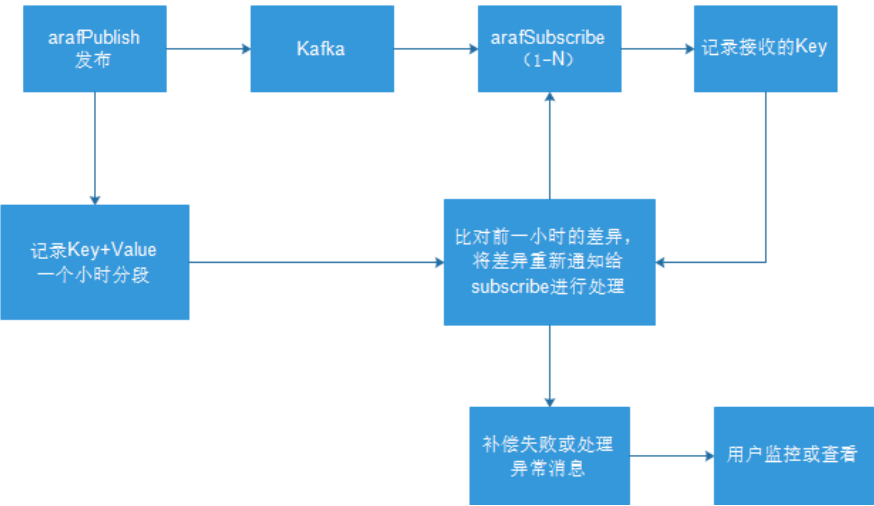 arafPublish
发布
Kafka
arafSubscribe
（1-N）
记录接收的Key
记录Key+Value
一个小时分段
比对前一小时的差异，
将差异重新通知给
subscribe进行处理
补偿失败或处理
异常消息
用户监控或查看